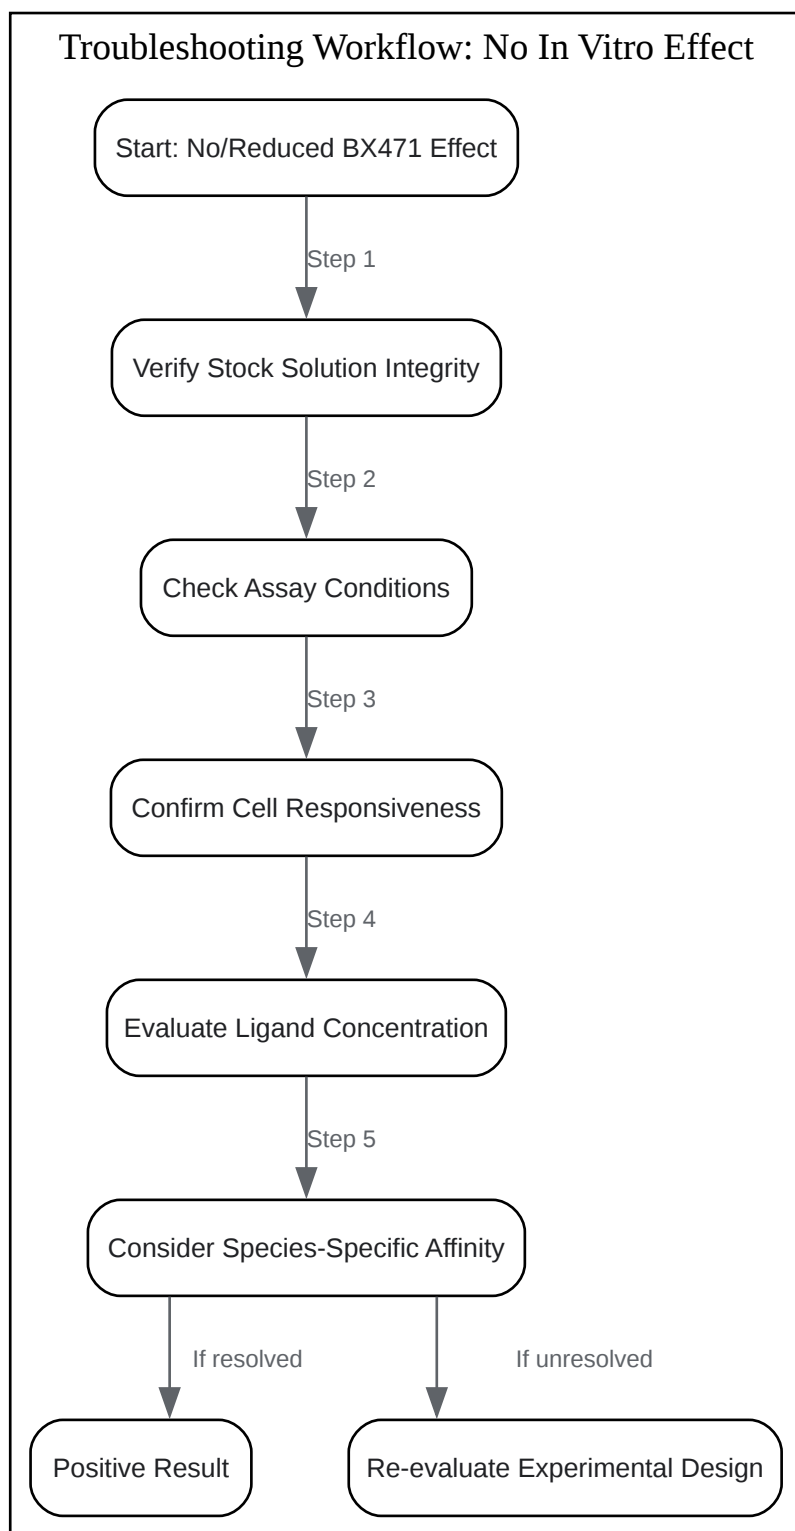 Troubleshooting Workflow: No In Vitro Effect
Start: No/Reduced BX471 Effect
Step 1
Verify Stock Solution Integrity
Step 2
Check Assay Conditions
Step 3
Confirm Cell Responsiveness
Step 4
Evaluate Ligand Concentration
Step 5
Consider Species-Specific Affinity
If resolved
If unresolved
Positive Result
Re-evaluate Experimental Design